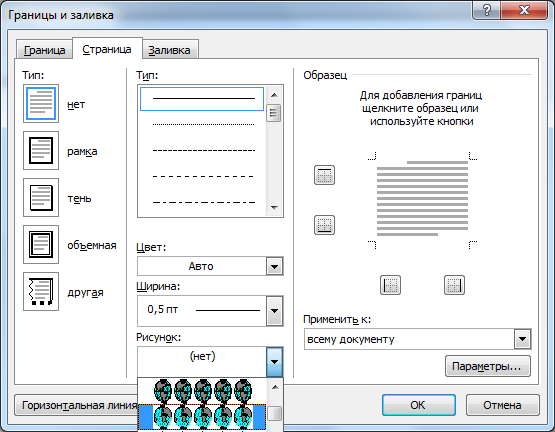 Границы и заливка
Граница
Страница
Заливка
Тип:
нет
рамка
тень
объемная
другая
Тип:
Цвет:
Авто
Ширина:
0,5 пт
Рисунок:
(нет)
Образец
Для добавления границ
щелкните образец или
используйте кнопки
Применить к:
всему документу
Параметры...
Горизонтальная линия
ОК
Отмена